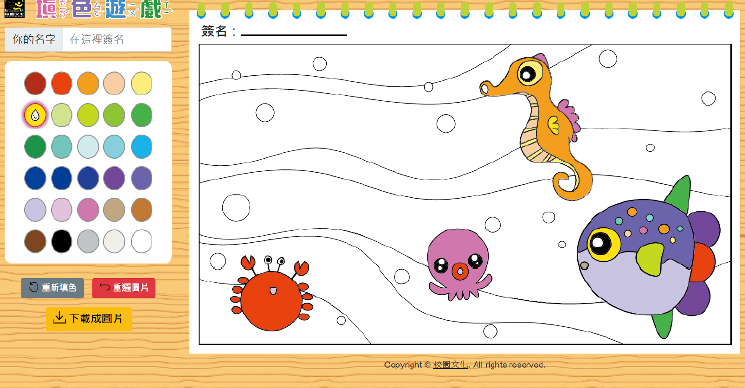 填色遊戲
你的名字 在這裡簽名
簽名：
重新填色 重選圖片
下載成圖片
Copyright © 校園文化. All rights reserved.